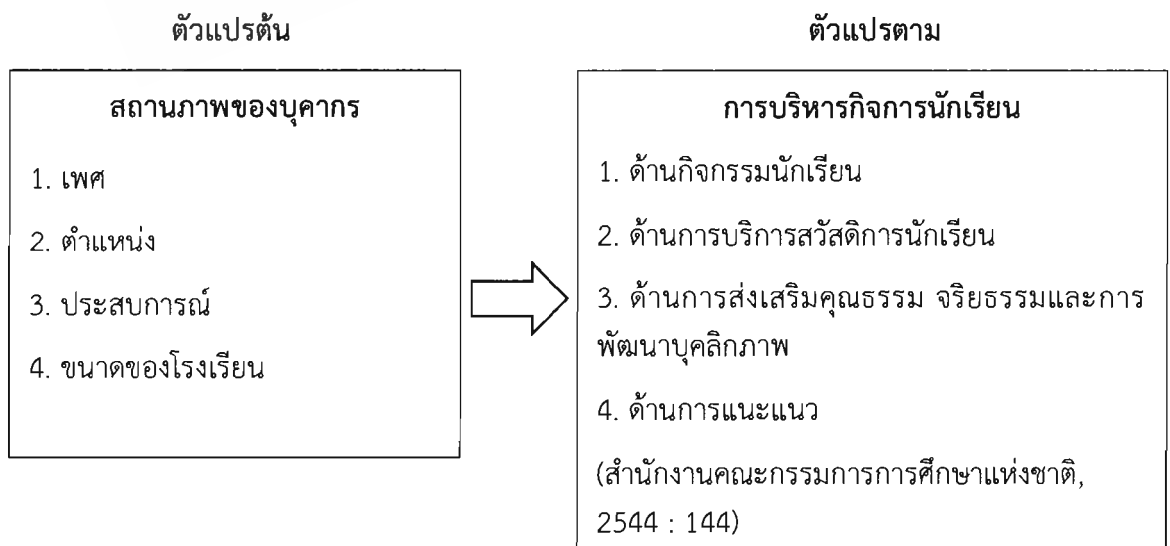 ตัวแปรต้น
สถานภาพของบุคากร
1. เพศ
2. ตำแหน่ง
3. ประสบการณ์
4. ขนาดของโรงเรียน
ตัวแปรตาม
การบริหารกิจการนักเรียน
1. ด้านกิจกรรมนักเรียน
2. ด้านการบริการสวัสดิการนักเรียน
3. ด้านการส่งเสริมคุณธรรม จริยธรรมและการ
พัฒนาบุคลิกภาพ
4. ด้านการแนะแนว
(สำนักงานคณะกรรมการการศึกษาแห่งชาติ,
2544 : 144)